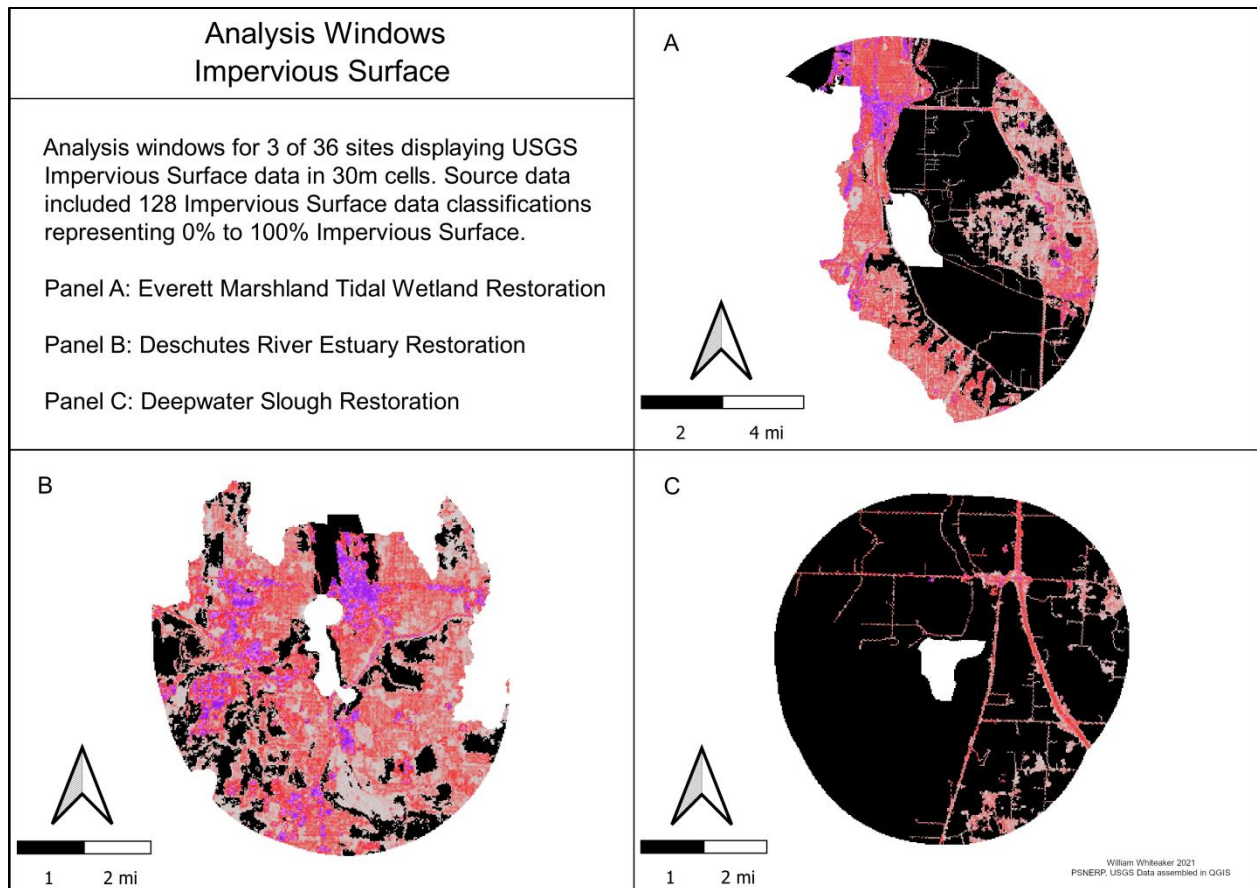 Analysis Windows
Impervious Surface
Analysis windows for 3 of 36 sites displaying USGS
Impervious Surface data in 30m cells. Source data
included 128 Impervious Surface data classifications
representing 0% to 100% Impervious Surface.
Panel A: Everett Marshland Tidal Wetland Restoration
Panel B: Deschutes River Estuary Restoration
Panel C: Deepwater Slough Restoration
A
2 4 mi
B
1 2 mi
C
1 2 mi
William Whiteaker 2021
PSNERP, USGS Data assembled in QGIS